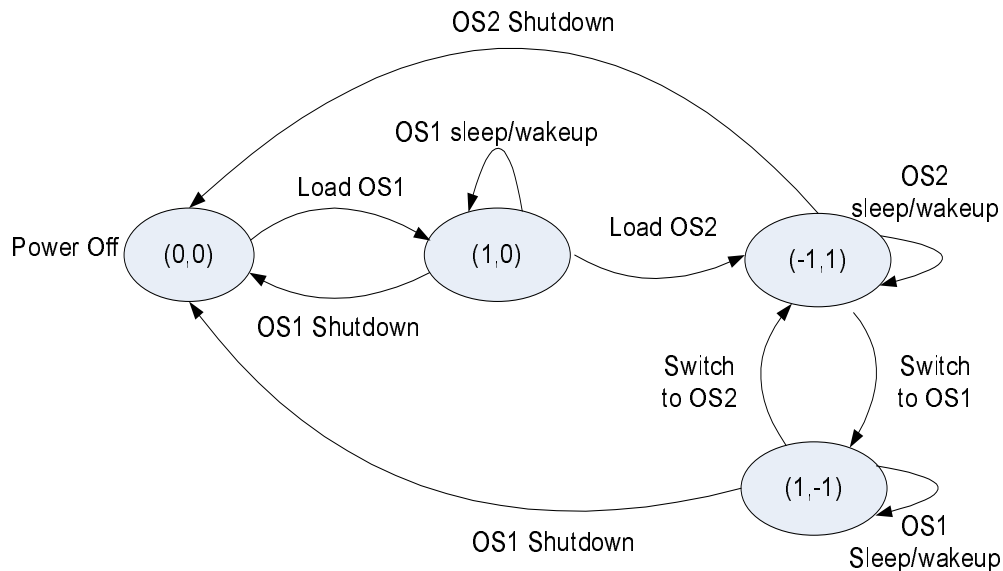 OS2 Shutdown
OS1 sleep/wakeup
Load OS1
OS2
sleep/wakeup
Load OS2
Power Off
(0,0)
(1,0)
(-1,1)
OS1 Shutdown
Switch
to OS2
Switch
to OS1
(1,-1)
OS1 Shutdown
OS1
Sleep/wakeup